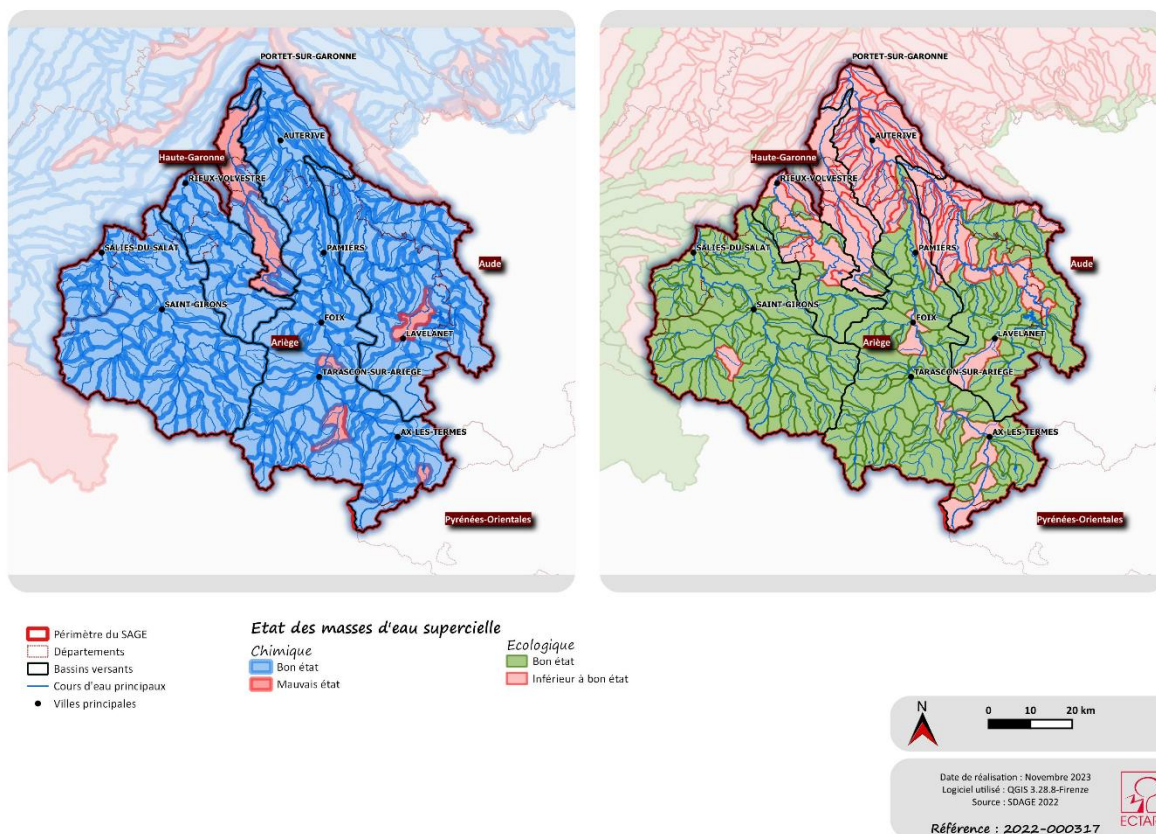 PORTET-SUR-GARONNE
AUTERIVE
Haute-Garonne
RIEUX-VOLVESTRE
SALIES-DU-SALAT
PAMIERS
Aude
SAINT-GIRONS
FOIX
LAVELANET
Ariège
TARASCON-SUR-ARIEGE
AX-LES-TERMES
Pyrénées-Orientales
PORTET-SUR-GARONNE
AUTERIVE
Haute-Garonne
RIEUX-VOLVESTRE
SALIES-DU-SALAT
PAMIERS
Aude
SAINT-GIRONS
FOIX
LAVELANET
Ariège
TARASCON-SUR-ARIEGE
AX-LES-TERMES
Pyrénées-Orientales
Périmètre du SAGE
Départements
Bassins versants
Cours d'eau principaux
Villes principales
Etat des masses d'eau supercielle
Chimique
Bon état
Mauvais état
Ecologique
Bon état
Inférieur à bon état
N
0 10 20 km
Date de réalisation : Novembre 2023
Logiciel utilisé : QGIS 3.28.8-Firenze
Source : SDAGE 2022
Référence : 2022-000317